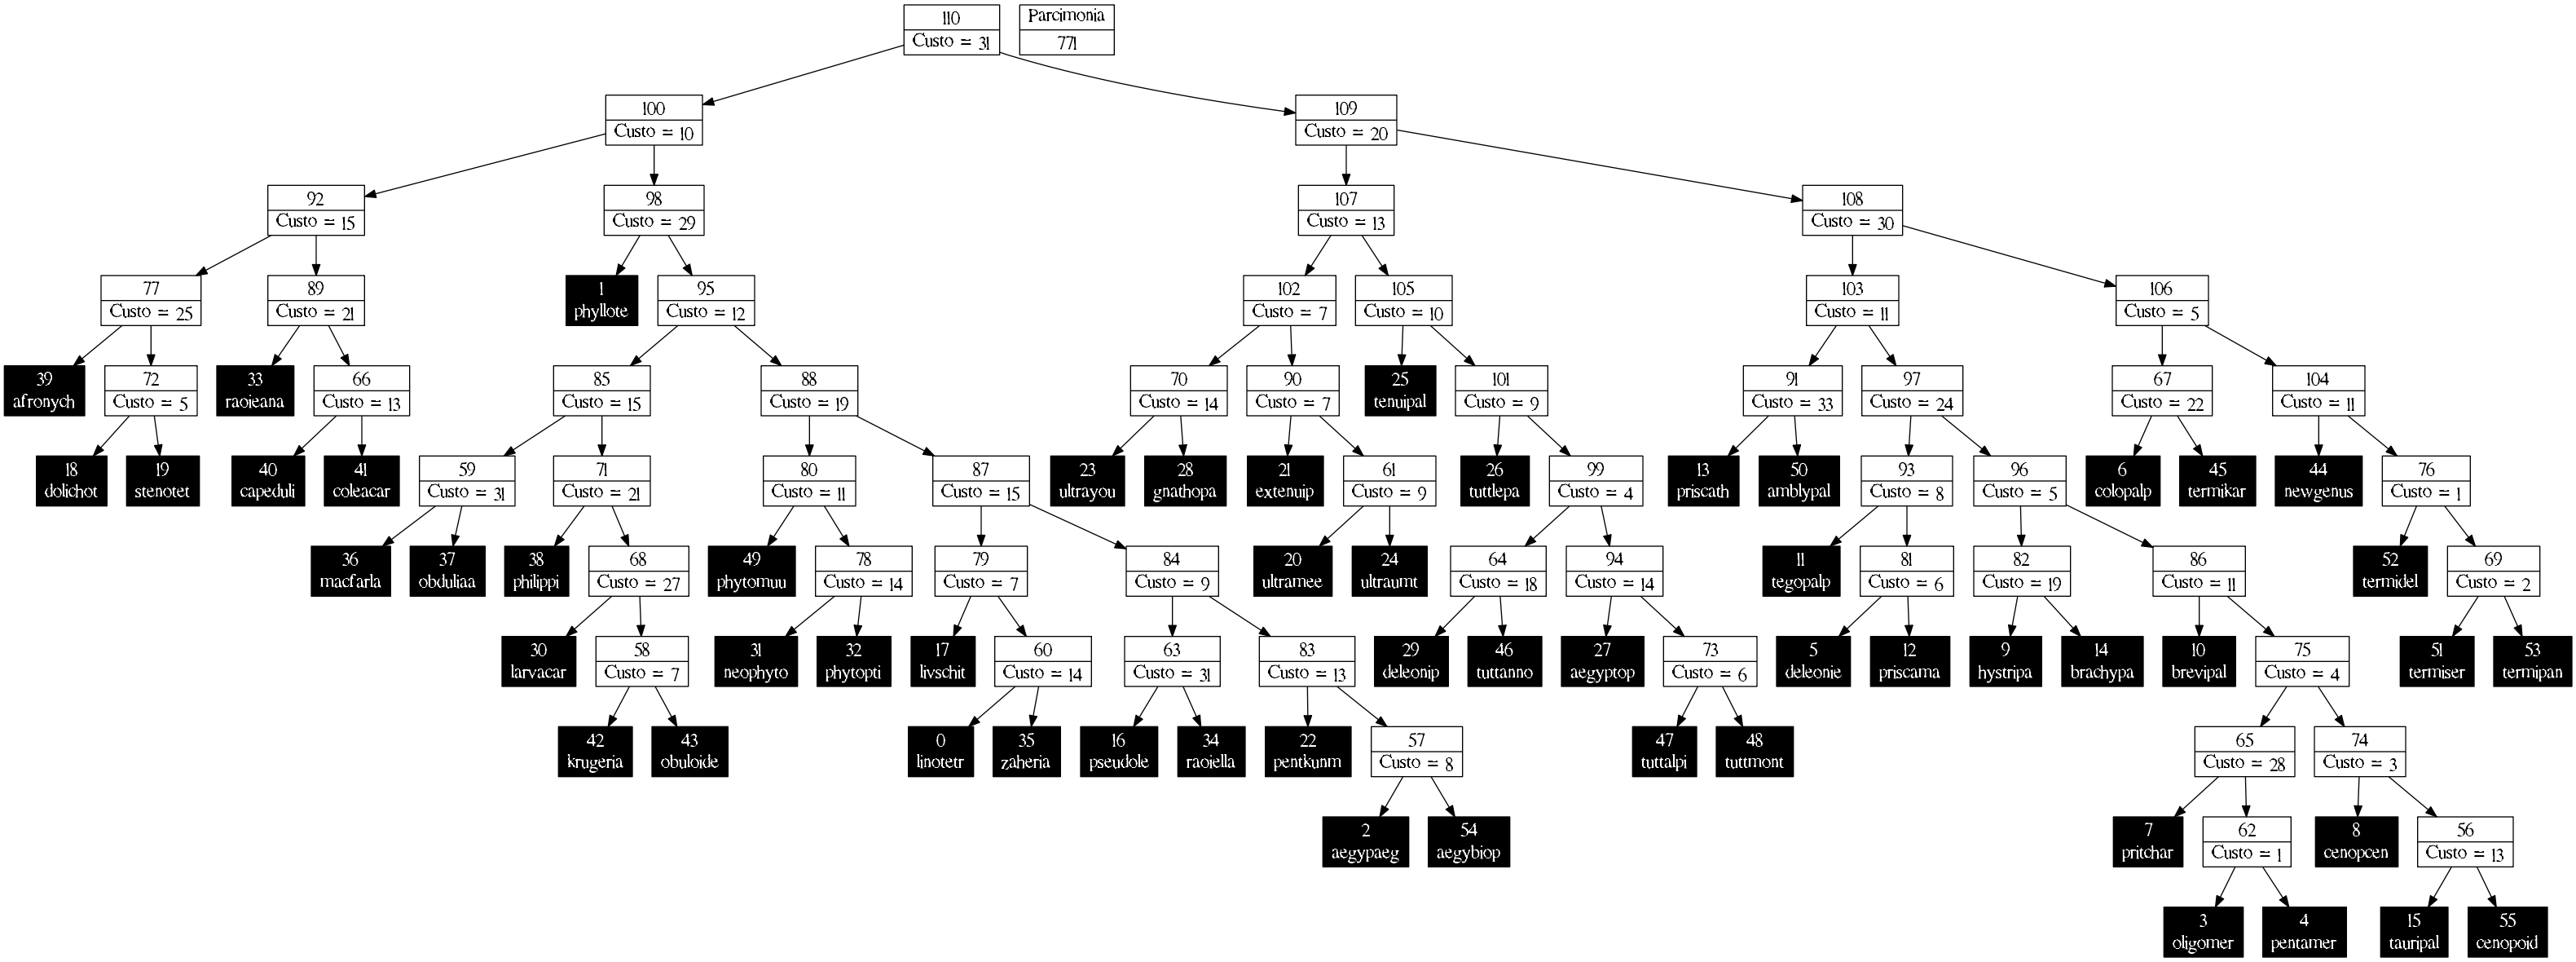 110
Custo = 31
Parcimonia
771
100
Custo = 10
109
Custo = 20
92
Custo = 15
98
Custo = 29
107
Custo = 13
108
Custo = 30
77
Custo = 25
89
Custo = 21
1
phyllote
95
Custo = 12
102
Custo = 7
105
Custo = 10
103
Custo = 11
106
Custo = 5
39
afronych
72
Custo = 5
33
raoieana
66
Custo = 13
85
Custo = 15
88
Custo = 19
70
Custo = 14
90
Custo = 7
25
tenuipal
101
Custo = 9
91
Custo = 33
97
Custo = 24
67
Custo = 22
104
Custo = 11
18
dolichot
19
stenotet
40
capeduli
41
coleacar
59
Custo = 31
71
Custo = 21
80
Custo = 11
87
Custo = 15
23
ultrayou
28
gnathopa
21
extenuip
61
Custo = 9
26
tuttlepa
99
Custo = 4
13
priscath
50
amblypal
93
Custo = 8
96
Custo = 5
6
colopalp
45
termikar
44
newgenus
76
Custo = 1
36
macfarla
37
obduliaa
38
philippi
68
Custo = 27
49
phytomuu
78
Custo = 14
79
Custo = 7
84
Custo = 9
20
ultramee
24
ultraumt
64
Custo = 18
94
Custo = 14
11
tegopalp
81
Custo = 6
82
Custo = 19
86
Custo = 11
52
termidel
69
Custo = 2
30
larvacar
58
Custo = 7
31
neophyto
32
phytopti
17
livschit
60
Custo = 14
63
Custo = 31
83
Custo = 13
29
deleonip
46
tuttanno
27
aegyptop
73
Custo = 6
5
deleonie
12
priscama
9
hystripa
14
brachypa
10
brevipal
75
Custo = 4
51
termiser
53
termipan
42
krugeria
43
obuloide
0
linotetr
35
zaheria
16
pseudole
34
raoiella
22
pentkunm
57
Custo = 8
47
tuttalpi
48
tuttmont
65
Custo = 28
74
Custo = 3
2
aegypaeg
54
aegybiop
7
pritchar
62
Custo = 1
8
cenopcen
56
Custo = 13
3
oligomer
4
pentamer
15
tauripal
55
cenopoid